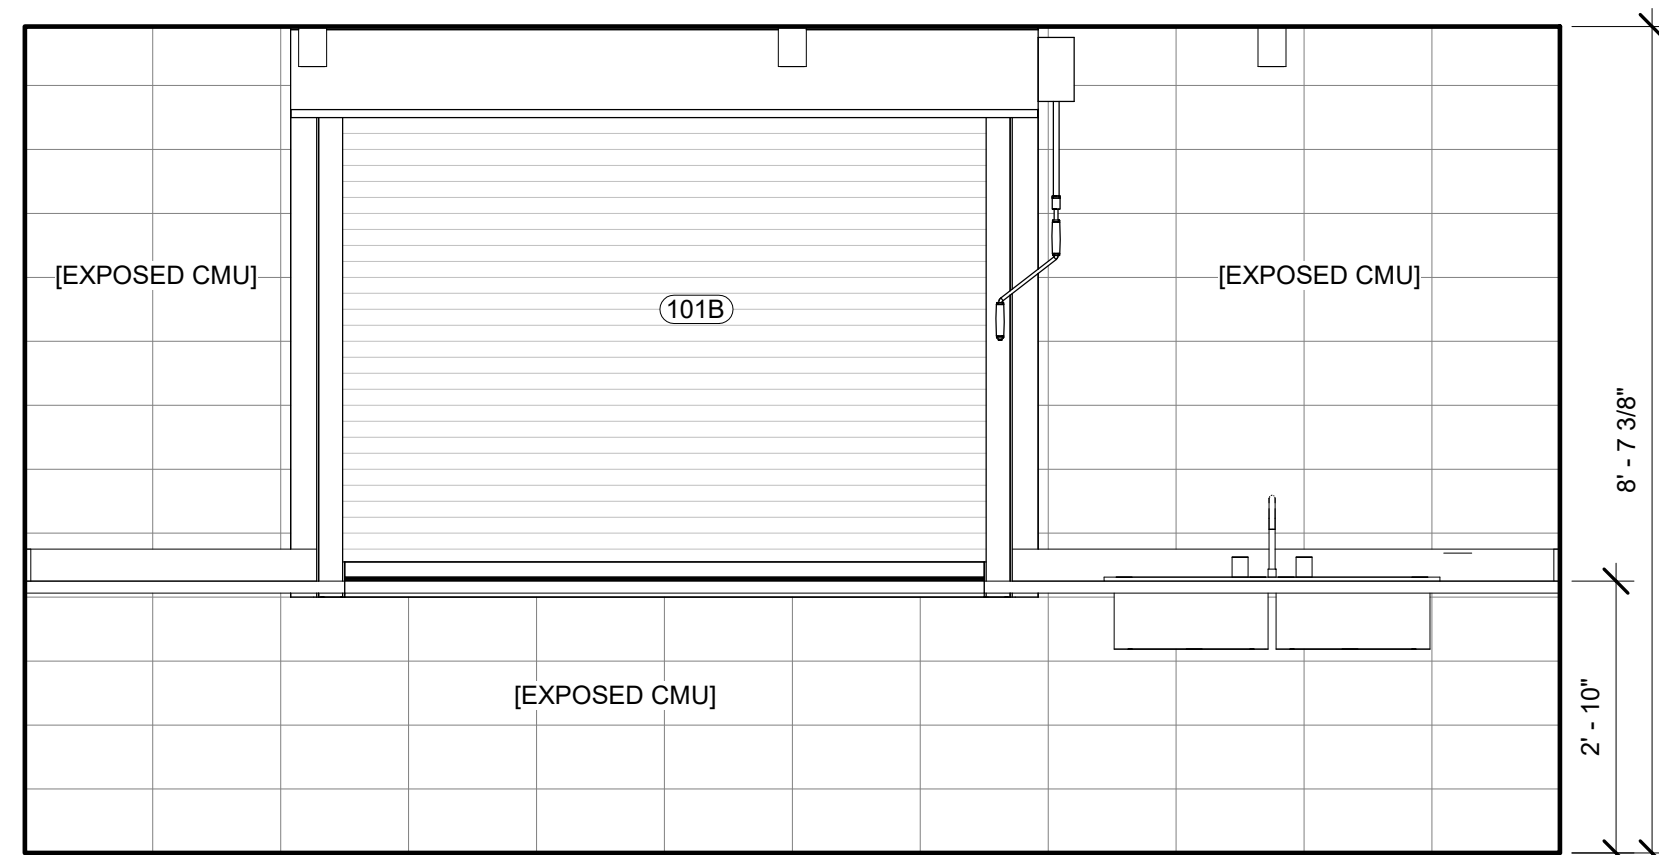 [EXPOSED CMU]
[EXPOSED CMU]
101B
8' - 7 3/8"
[EXPOSED CMU]
2' - 10"